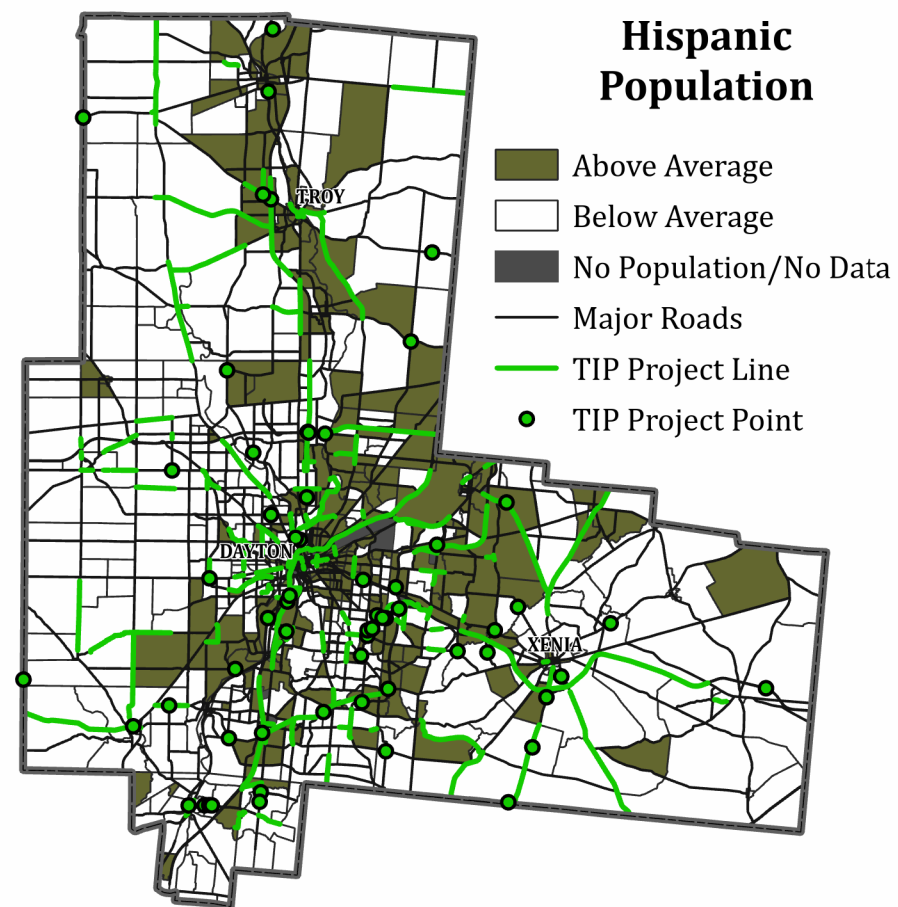 Hispanic
Population
Above Average
Below Average
No Population/No Data
Major Roads
TIP Project Line
TIP Project Point
TROY
DAYTON
XENIA